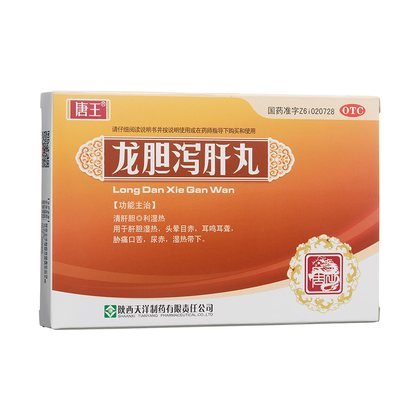 唐王®
国药准字Z61020728
OTC
请仔细阅读说明书并按说明使用或在药师指导下购买和使用
龙胆泻肝丸
Long Dan Xie Gan Wan
【功能主治】
清肝胆◎利湿热
用于肝胆湿热，头晕目赤，耳鸣耳聋，
胁痛口苦，尿赤，湿热带下。
陕西天洋制药有限责任公司
SHAANXI TIANYANG PHARMACEUTICAL CO.,LTD